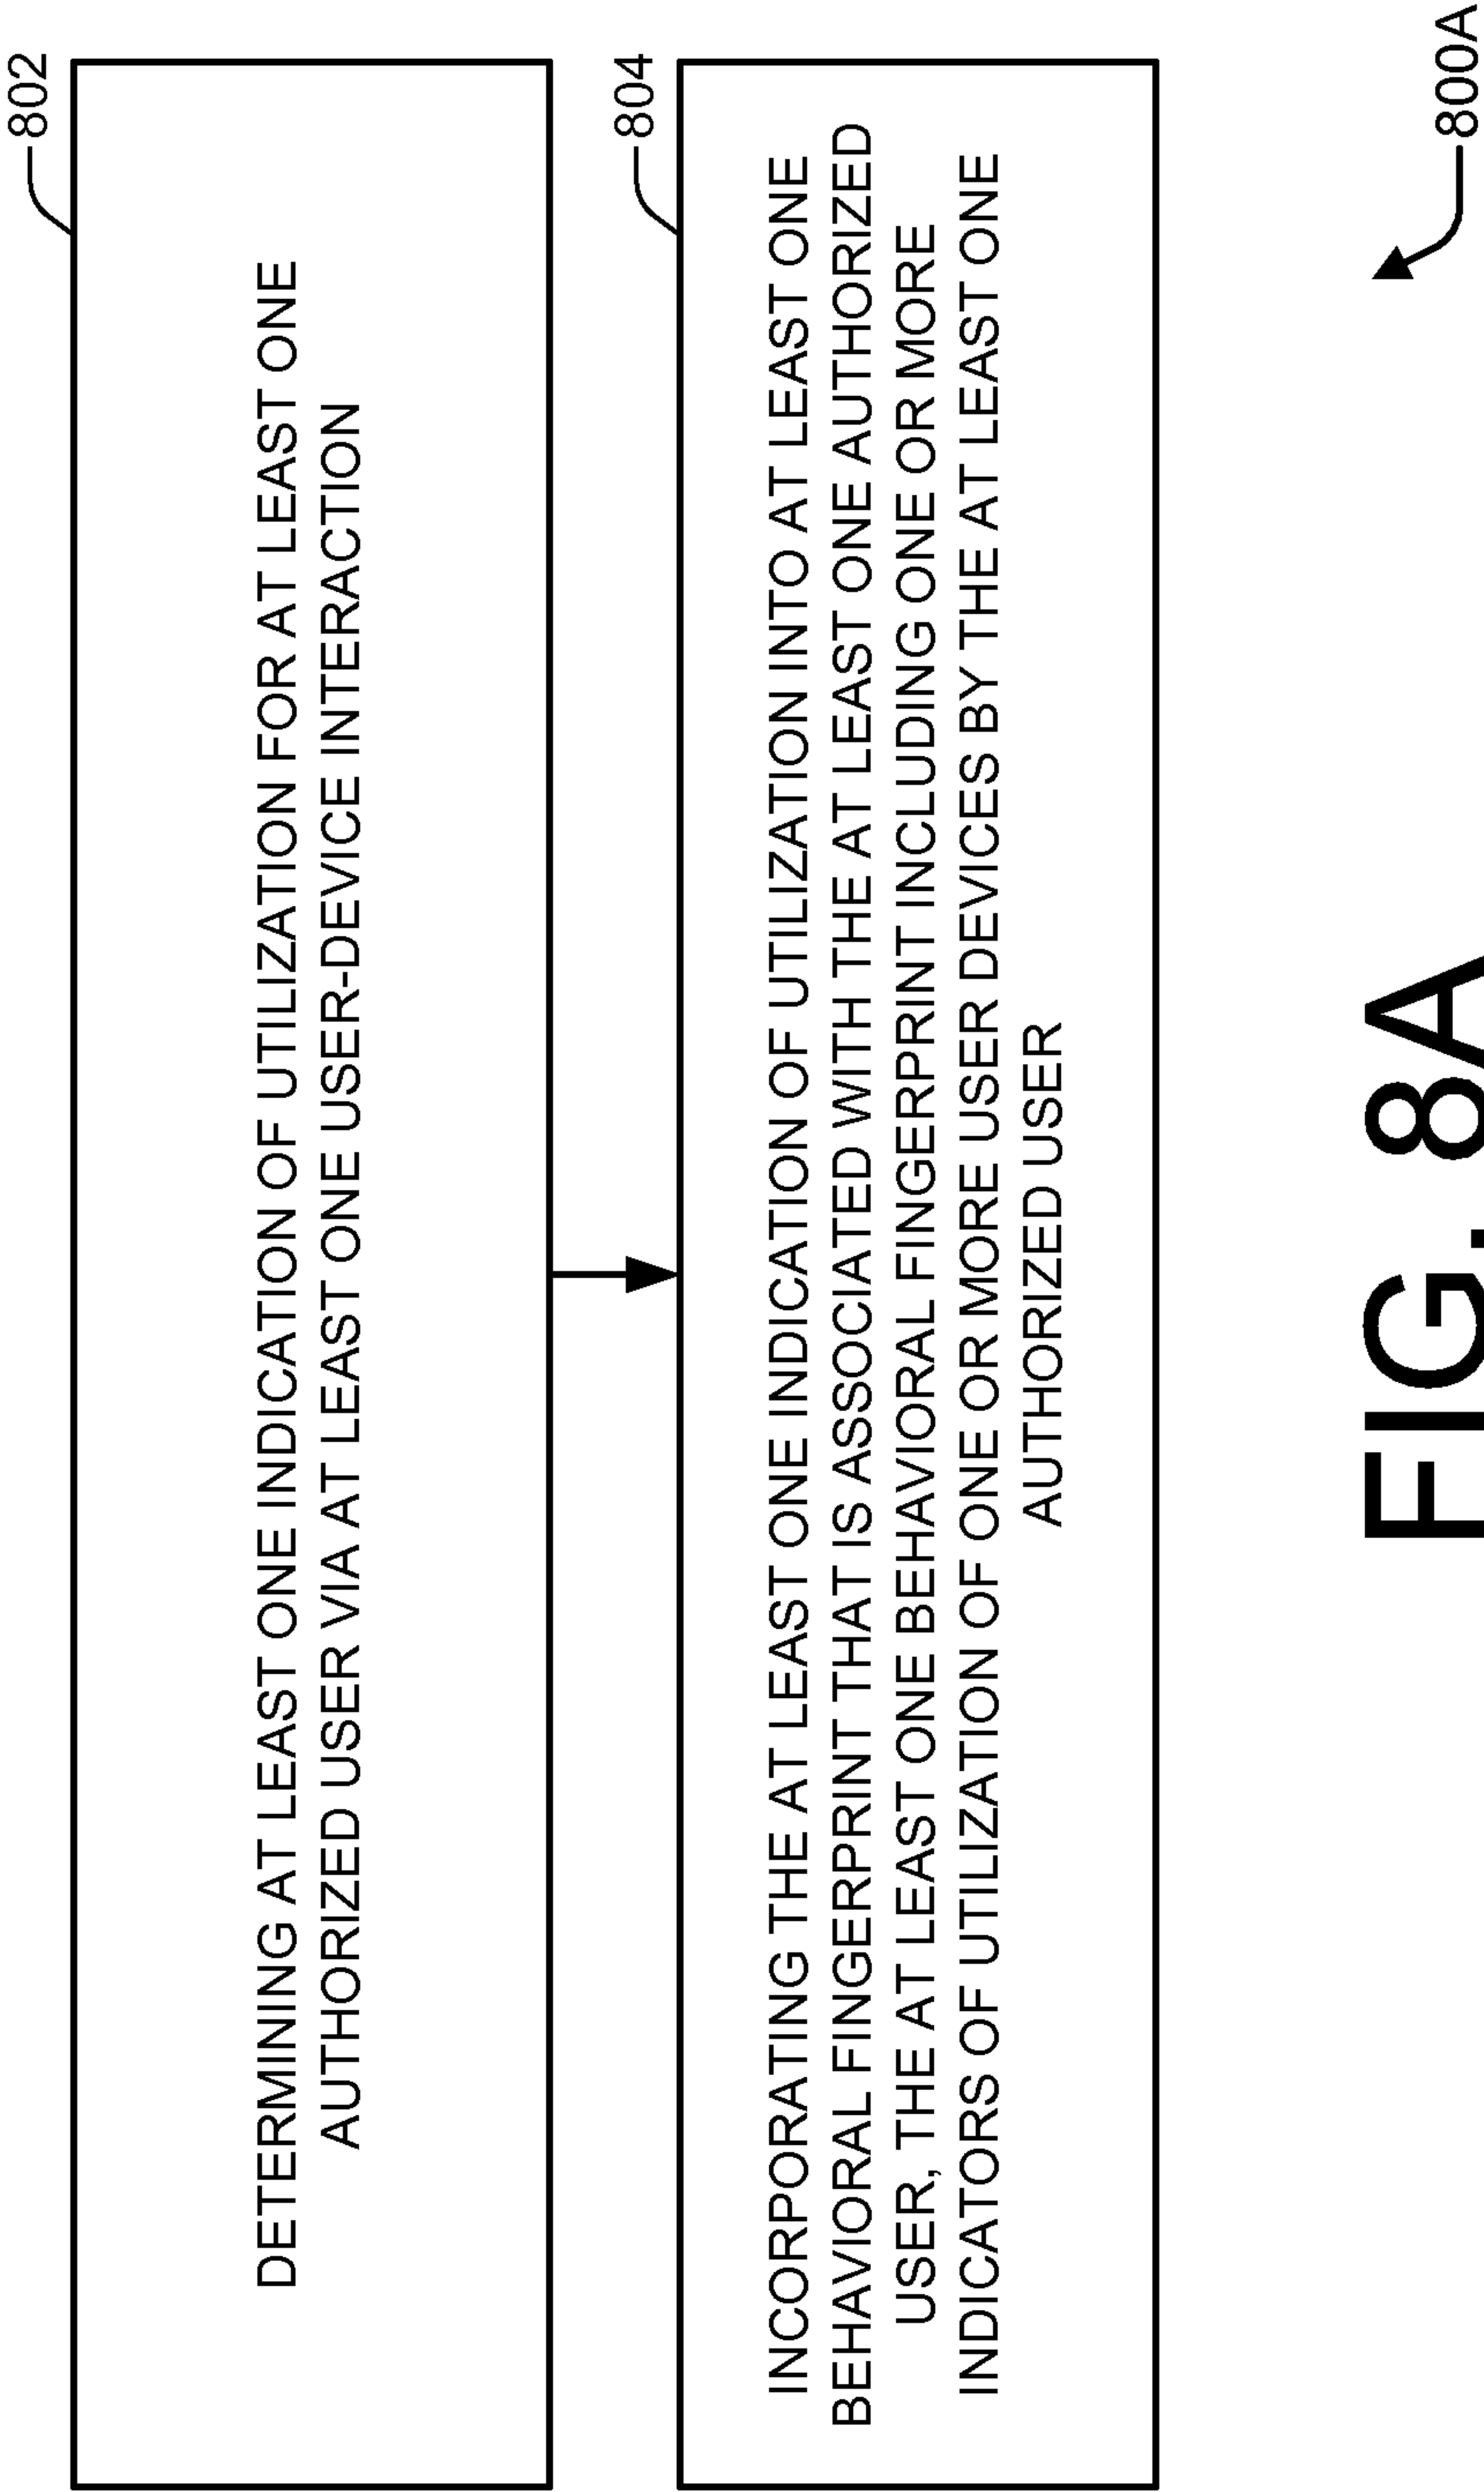 802
DETERMINING AT LEAST ONE INDICATION OF UTILIZATION FOR AT LEAST ONE
AUTHORIZED USER VIA AT LEAST ONE USER-DEVICE INTERACTION
804
INCORPORATING THE AT LEAST ONE INDICATION OF UTILIZATION INTO AT LEAST ONE
BEHAVIORAL FINGERPRINT THAT IS ASSOCIATED WITH THE AT LEAST ONE AUTHORIZED
USER, THE AT LEAST ONE BEHAVIORAL FINGERPRINT INCLUDING ONE OR MORE
INDICATORS OF UTILIZATION OF ONE OR MORE USER DEVICES BY THE AT LEAST ONE
AUTHORIZED USER
800A
FIG. 8A